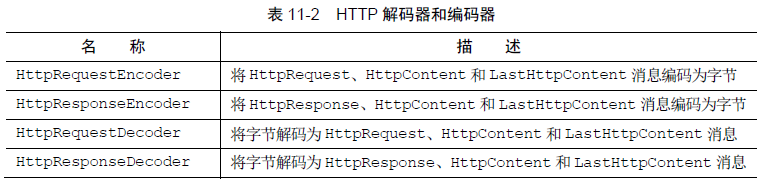 表 11-2 HTTP 解码器和编码器
名 称 描 述
HttpRequestEncoder 将 HttpRequest、HttpContent 和 LastHttpContent 消息编码为字节
HttpResponseEncoder 将 HttpResponse、HttpContent 和 LastHttpContent 消息编码为字节
HttpRequestDecoder 将字节解码为 HttpRequest、HttpContent 和 LastHttpContent 消息
HttpResponseDecoder 将字节解码为 HttpResponse、HttpContent 和 LastHttpContent 消息